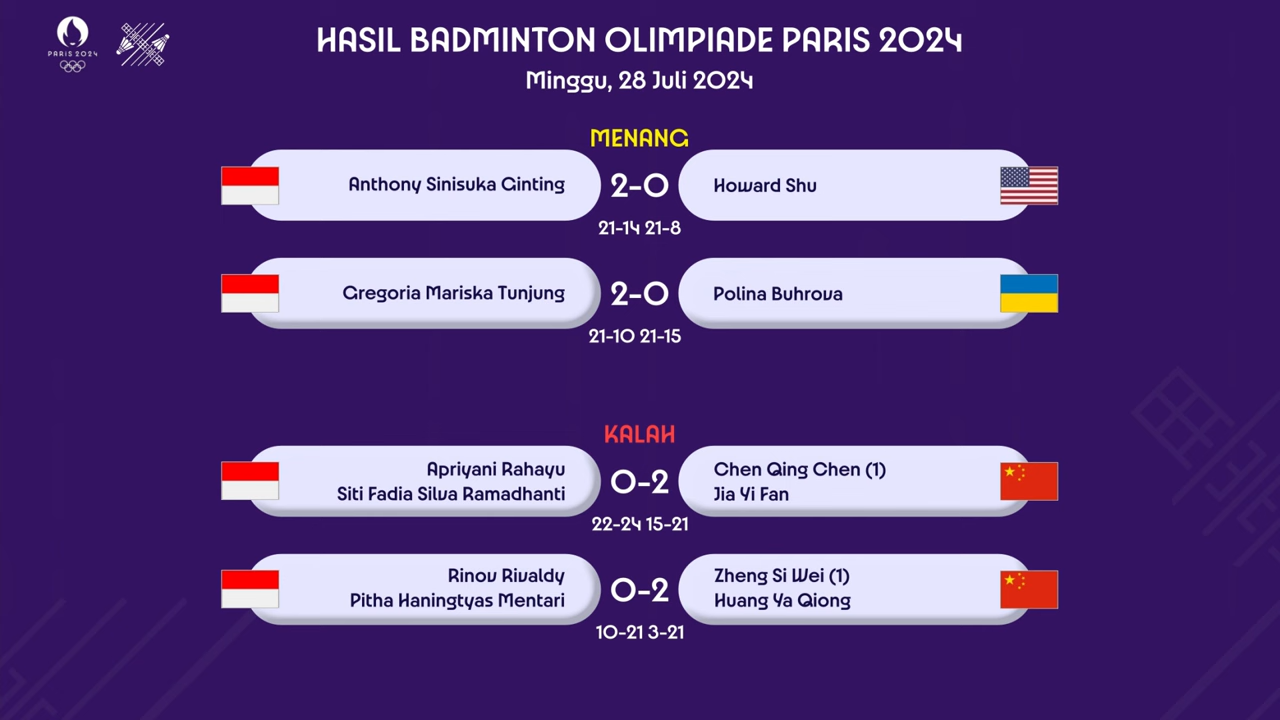 PARIS 2024
HASIL BADMINTON OLIMPIADE PARIS 2024
Minggu, 28 Juli 2024
MENANG
Anthony Sinisuka Ginting 2-0 Howard Shu
21-14 21-8
Gregoria Mariska Tunjung 2-0 Polina Buhrova
21-10 21-15
KALAH
Apriyani Rahayu
Siti Fadia Silva Ramadhanti
0-2
Chen Qing Chen (1)
Jia Yi Fan
22-24 15-21
Rinov Rivaldy
Pitha Haningtyas Mentari
0-2
Zheng Si Wei (1)
Huang Ya Qiong
10-21 3-21